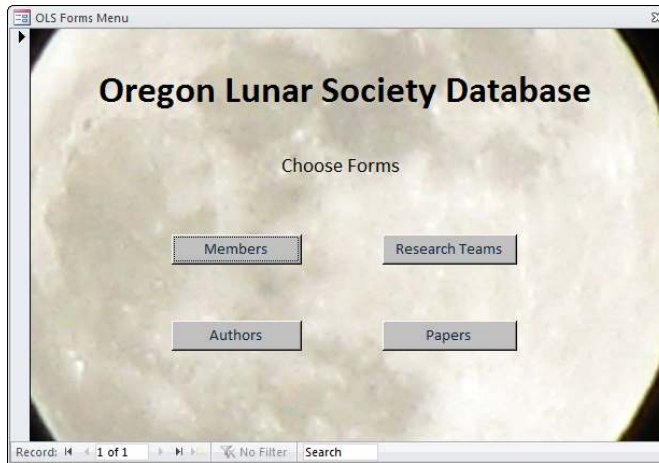 OLS Forms Menu
Oregon Lunar Society Database
Choose Forms
Members Research Teams
Authors Papers
Record: 1 of 1 No Filter Search